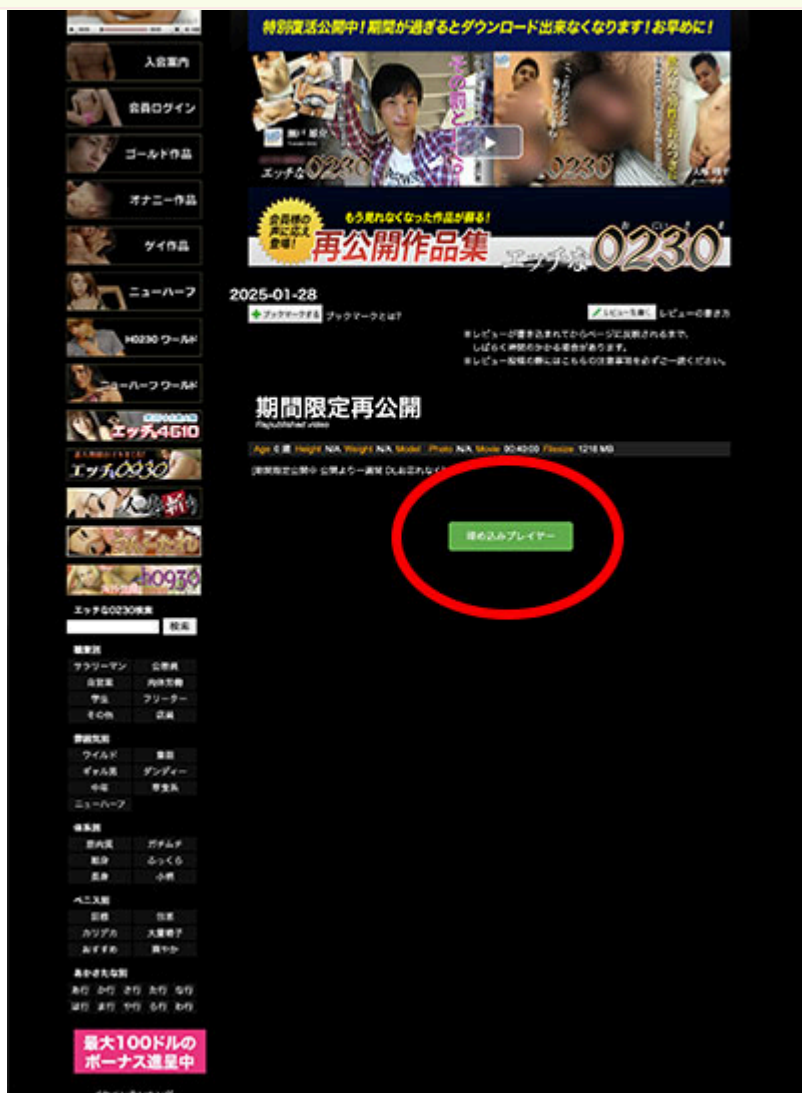 特別復活公開中！期間が過ぎるとダウンロード出来なくなります！お早めに！
入会案内
会員ログイン
ゴールド作品
オナニー作品
ゲイ作品
ニューハーフ
H0230 ワールド
ニューハーフ ワールド
エッチな4610
エッチな0930
h0930
エッチな0230
0230
会員様の
声に応え
登場！
もう見れなくなった作品が蘇る！
再公開作品集
エッチな0230
2025-01-28
ブックマークする ブックマークとは？
レビューを書く レビューの書き方
※レビューが書き込まれてからページに反映されるまで、
しばらく時間のかかる場合があります。
※レビュー投稿の際にはこちらの注意事項を必ずご一読ください。
期間限定再公開
Republished video
Age 0 歳 Height N/A Weight N/A Model Photo N/A Movie 00:40:00 Filesize 1218 MB
埋め込みプレイヤー
エッチな0230検索
検索
職業別
サラリーマン 公務員
自営業 肉体労働
学生 フリーター
その他 店員
雰囲気別
ワイルド 童顔
ギャル男 ダンディー
中年 草食系
ニューハーフ
体系別
筋肉質 ガチムチ
細身 ふっくら
長身 小柄
ペニス別
巨根 包茎
カリデカ 大量精子
おすすめ 爽やか
あかさたな別
あ行 か行 さ行 た行 な行
は行 ま行 や行 ら行 わ行
最大100ドルの
ボーナス進呈中